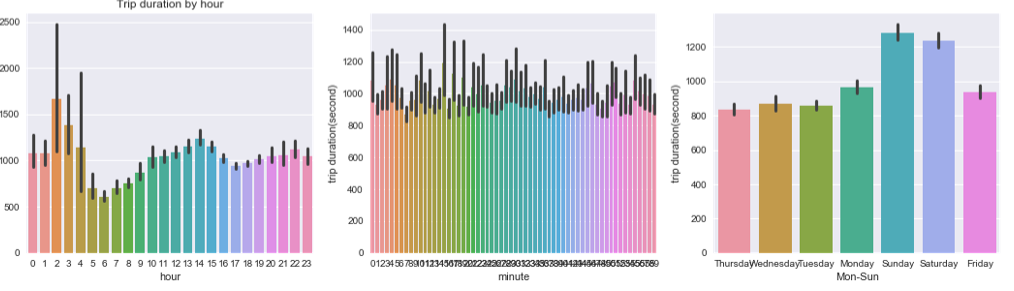 Trip duration by hour
2500
2000
1500
1000
500
0
0 1 2 3 4 5 6 7 8 9 10 11 12 13 14 15 16 17 18 19 20 21 22 23
hour
trip duration(second)
1400
1200
1000
800
600
400
200
0
minute
trip duration(second)
1200
1000
800
600
400
200
0
Thursday Wednesday Tuesday Monday Sunday Saturday Friday
Mon-Sun